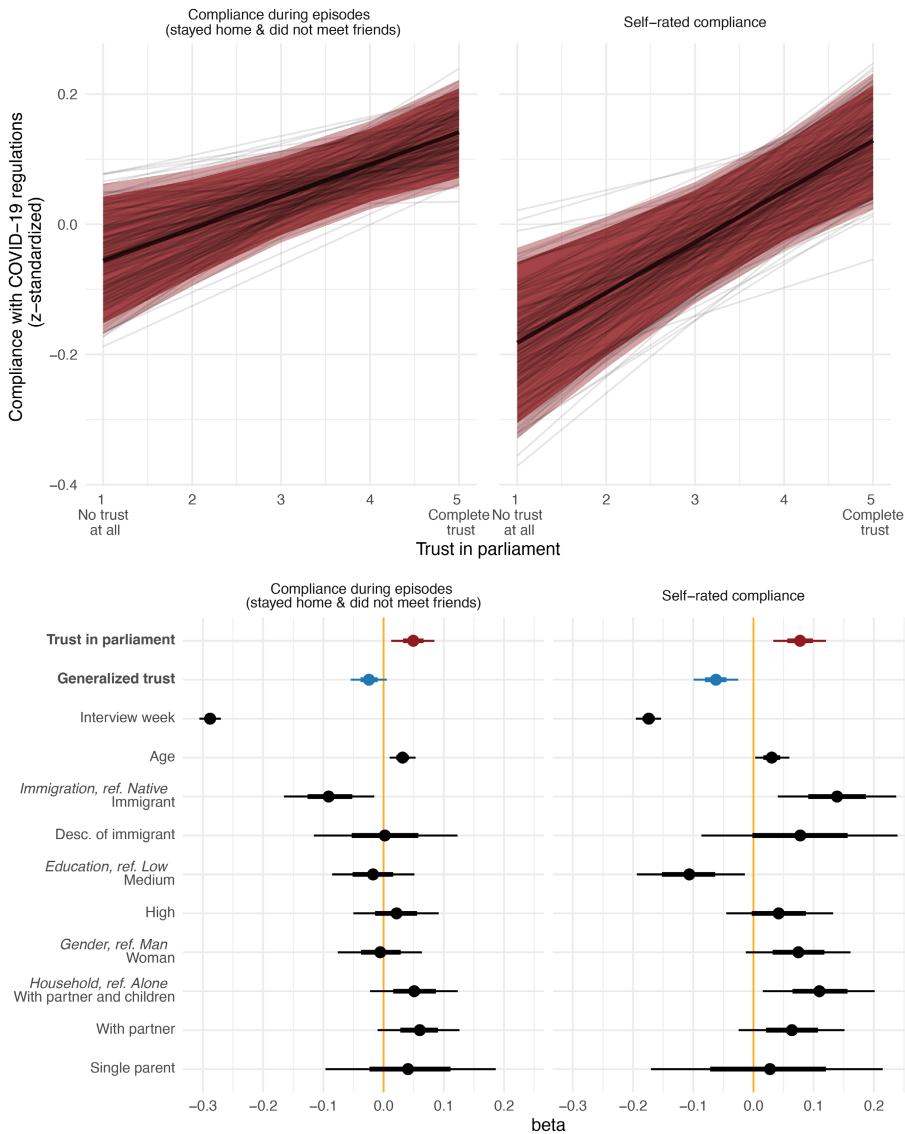 Compliance during episodes
(stayed home & did not meet friends)
Self−rated compliance
Compliance with COVID−19 regulations
(z−standardized)
0.2
0.0
−0.2
−0.4
1
No trust
at all
2
3
4
5
Complete
trust
1
No trust
at all
2
3
4
5
Complete
trust
Trust in parliament
Compliance during episodes
(stayed home & did not meet friends)
Self−rated compliance
Trust in parliament
Generalized trust
Interview week
Age
Immigration, ref. Native
Immigrant
Desc. of immigrant
Education, ref. Low
Medium
High
Gender, ref. Man
Woman
Household, ref. Alone
With partner and children
With partner
Single parent
−0.3 −0.2 −0.1 0.0 0.1 0.2
−0.3 −0.2 −0.1 0.0 0.1 0.2
beta